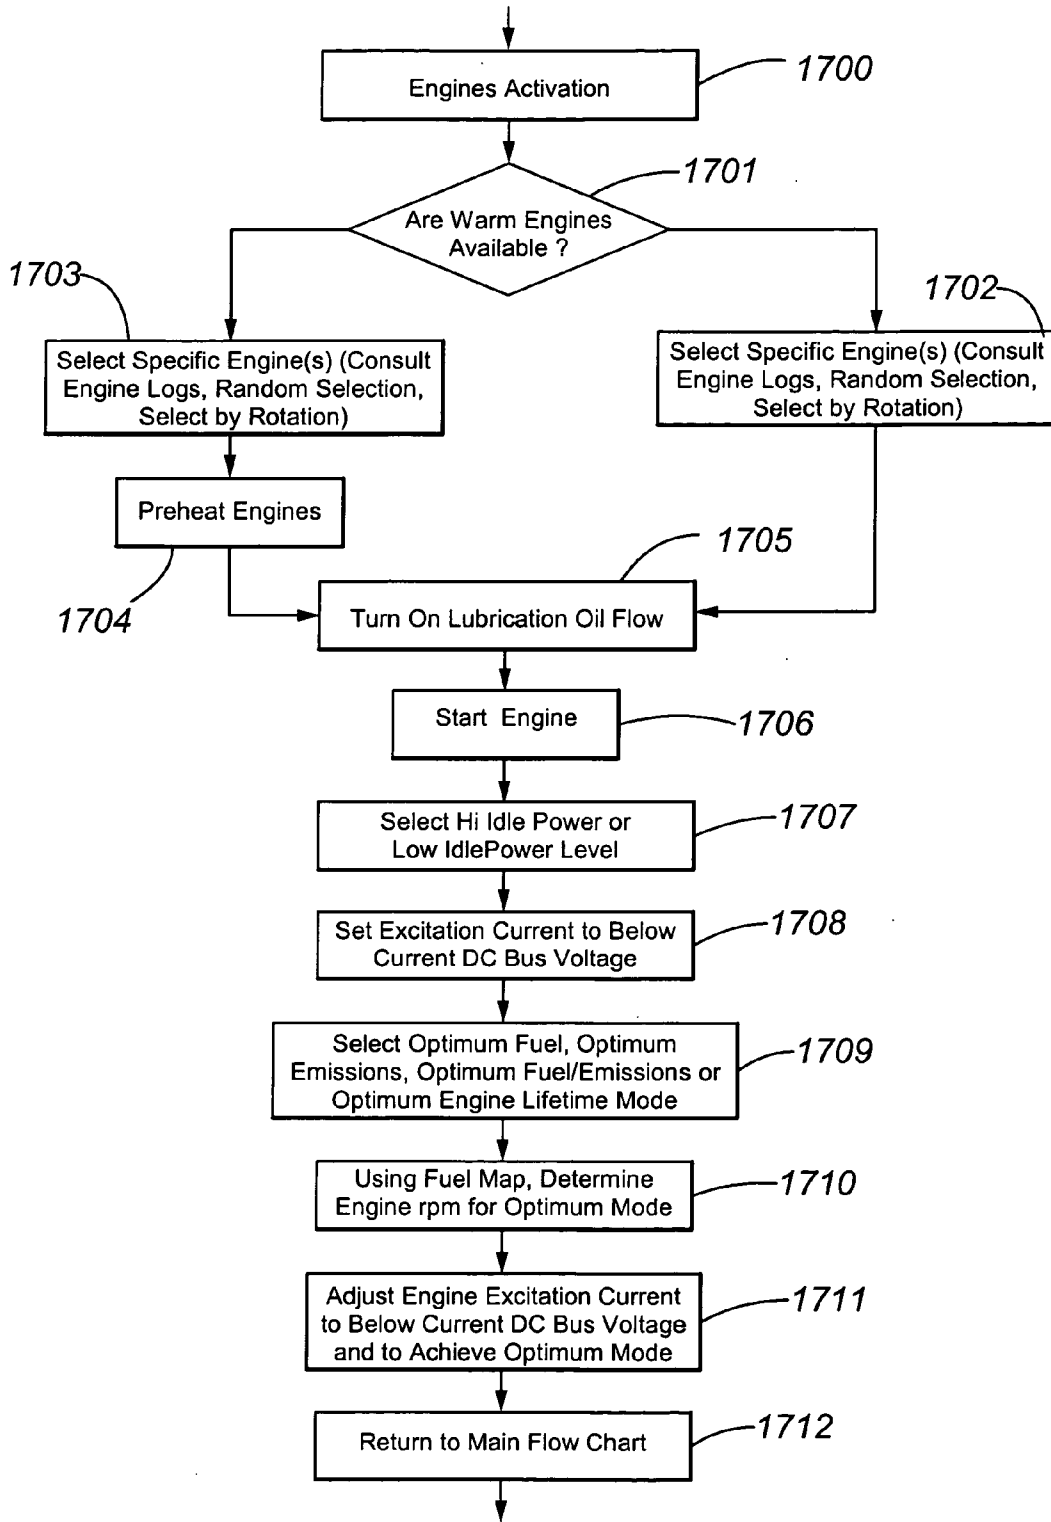 Engines Activation
1700
1701
Are Warm Engines
Available ?
1703
1702
Select Specific Engine(s) (Consult
Engine Logs, Random Selection,
Select by Rotation)
Select Specific Engine(s) (Consult
Engine Logs, Random Selection,
Select by Rotation)
Preheat Engines
1704
1705
Turn On Lubrication Oil Flow
Start Engine
1706
Select Hi Idle Power or
Low IdlePower Level
1707
Set Excitation Current to Below
Current DC Bus Voltage
1708
Select Optimum Fuel, Optimum
Emissions, Optimum Fuel/Emissions or
Optimum Engine Lifetime Mode
1709
Using Fuel Map, Determine
Engine rpm for Optimum Mode
1710
Adjust Engine Excitation Current
to Below Current DC Bus Voltage
and to Achieve Optimum Mode
1711
Return to Main Flow Chart
1712